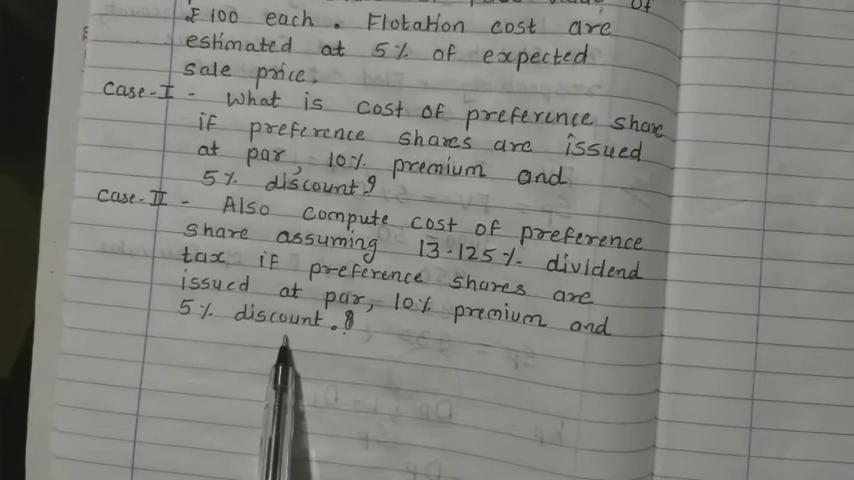 of
₹ 100 each. Flotation cost are
estimated at 5% of expected
sale price.
Case-I - What is cost of preference share
if preference shares are issued
at par, 10% premium and
5% discount?
Case-II - Also compute cost of preference
share assuming 13.125% dividend
tax if preference shares are
issued at par, 10% premium and
5% discount.?